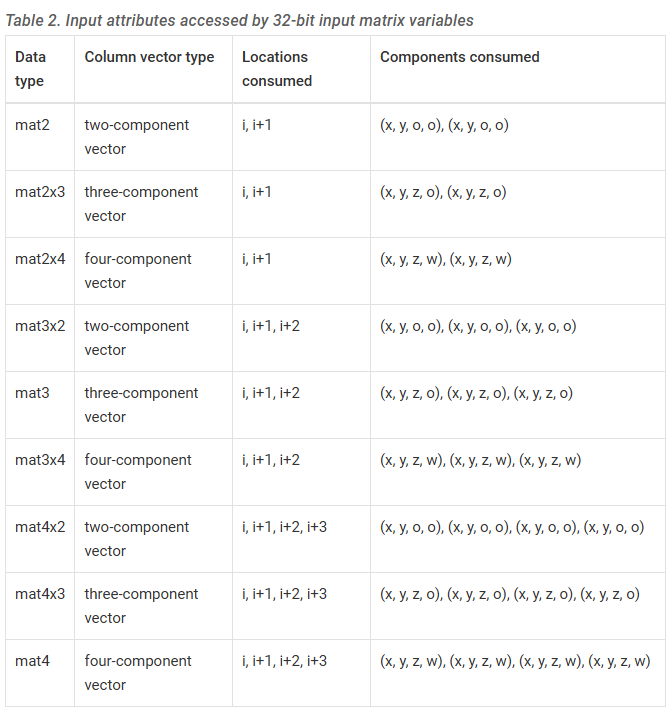 Table 2. Input attributes accessed by 32-bit input matrix variables
Data type Column vector type Locations consumed Components consumed
mat2 two-component vector i, i+1 (x, y, o, o), (x, y, o, o)
mat2x3 three-component vector i, i+1 (x, y, z, o), (x, y, z, o)
mat2x4 four-component vector i, i+1 (x, y, z, w), (x, y, z, w)
mat3x2 two-component vector i, i+1, i+2 (x, y, o, o), (x, y, o, o), (x, y, o, o)
mat3 three-component vector i, i+1, i+2 (x, y, z, o), (x, y, z, o), (x, y, z, o)
mat3x4 four-component vector i, i+1, i+2 (x, y, z, w), (x, y, z, w), (x, y, z, w)
mat4x2 two-component vector i, i+1, i+2, i+3 (x, y, o, o), (x, y, o, o), (x, y, o, o), (x, y, o, o)
mat4x3 three-component vector i, i+1, i+2, i+3 (x, y, z, o), (x, y, z, o), (x, y, z, o), (x, y, z, o)
mat4 four-component vector i, i+1, i+2, i+3 (x, y, z, w), (x, y, z, w), (x, y, z, w), (x, y, z, w)